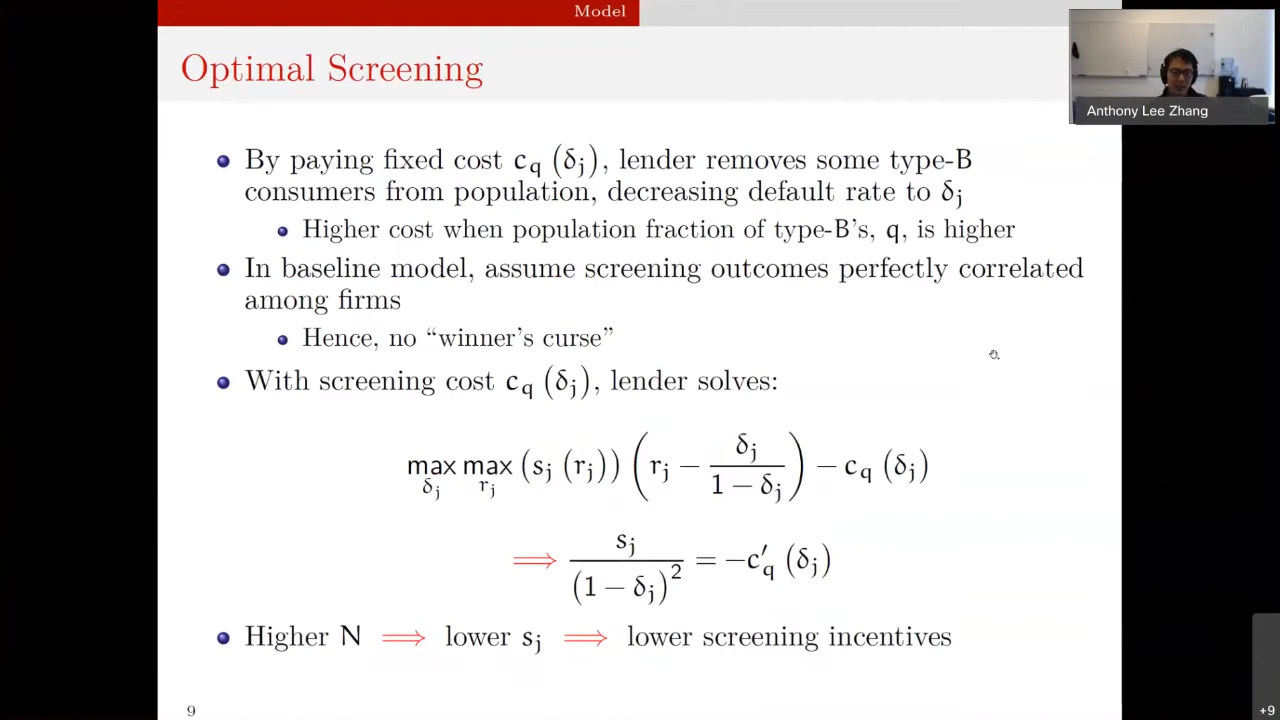 Model
Anthony Lee Zhang
Optimal Screening
By paying fixed cost c_q (δ_j), lender removes some type-B
consumers from population, decreasing default rate to δ_j
Higher cost when population fraction of type-B's, q, is higher
In baseline model, assume screening outcomes perfectly correlated
among firms
Hence, no “winner's curse”
With screening cost c_q (δ_j), lender solves:
max_{δ_j} max_{r_j} (s_j (r_j)) (r_j − δ_j / (1 − δ_j)) − c_q (δ_j)
⟹ s_j / (1 − δ_j)^2 = −c′_q (δ_j)
Higher N ⟹ lower s_j ⟹ lower screening incentives
9
+9